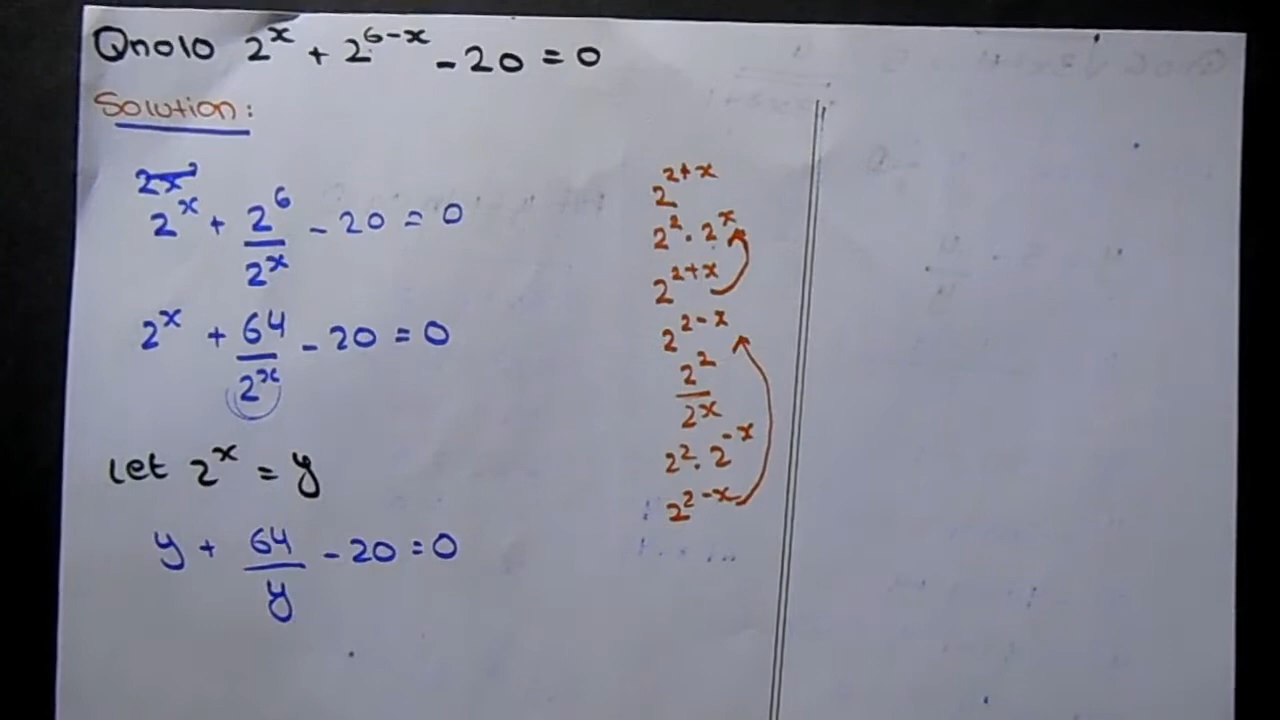 Qno10 2^x + 2^{6-x} - 20 = 0
Solution:
2^x + 2^6/2^x - 20 = 0
2^x + 64/2^x - 20 = 0
let 2^x = y
y + 64/y - 20 = 0
2^{2+x}
2^2 . 2^x
2^{2+x}
2^{2-x}
2^2/2^x
2^2 . 2^{-x}
2^{2-x}